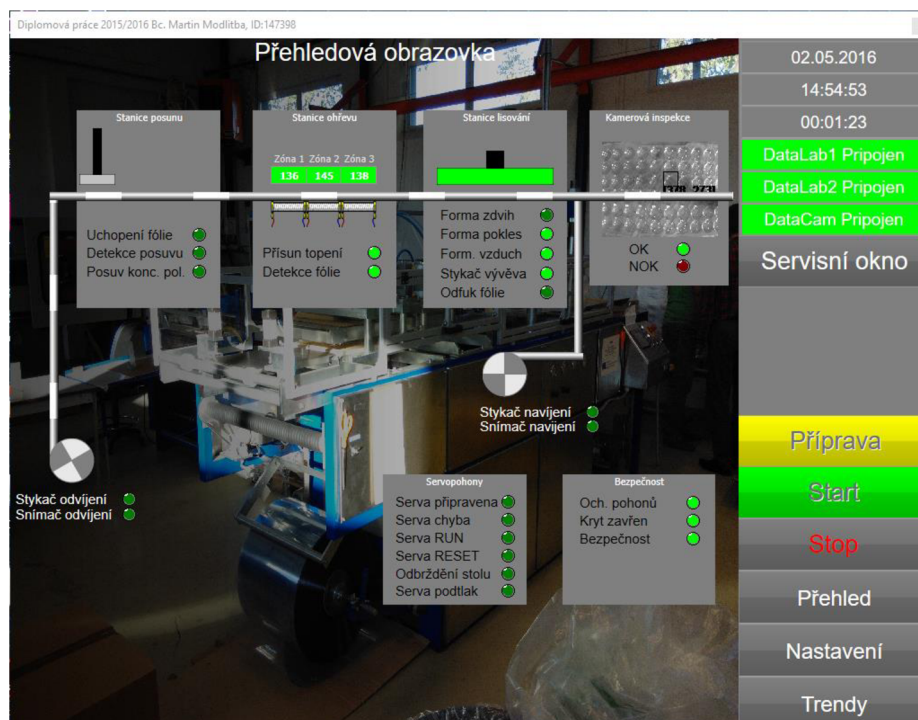 Diplomová práce 2015/2016 Bc. Martin Modlitba, ID:147398
Přehledová obrazovka
Stanice posunu
Uchopení fólie
Detekce posuvu
Posuv konc. pol.
Stanice ohřevu
Zóna 1 Zóna 2 Zóna 3
136 145 138
Přísun topení
Detekce fólie
Stanice lisování
Forma zdvih
Forma pokles
Form. vzduch
Stykač vývěva
Odfuk fólie
Kamerová inspekce
1378 2731
OK
NOK
Stykač navíjení
Snímač navijení
Stykač odvíjení
Snímač odvíjení
Servopohony
Serva připravena
Serva chyba
Serva RUN
Serva RESET
Odbrždění stolu
Serva podtlak
Bezpečnost
Och. pohonů
Kryt zavřen
Bezpečnost
02.05.2016
14:54:53
00:01:23
DataLab1 Pripojen
DataLab2 Pripojen
DataCam Pripojen
Servisní okno
Příprava
Start
Stop
Přehled
Nastavení
Trendy